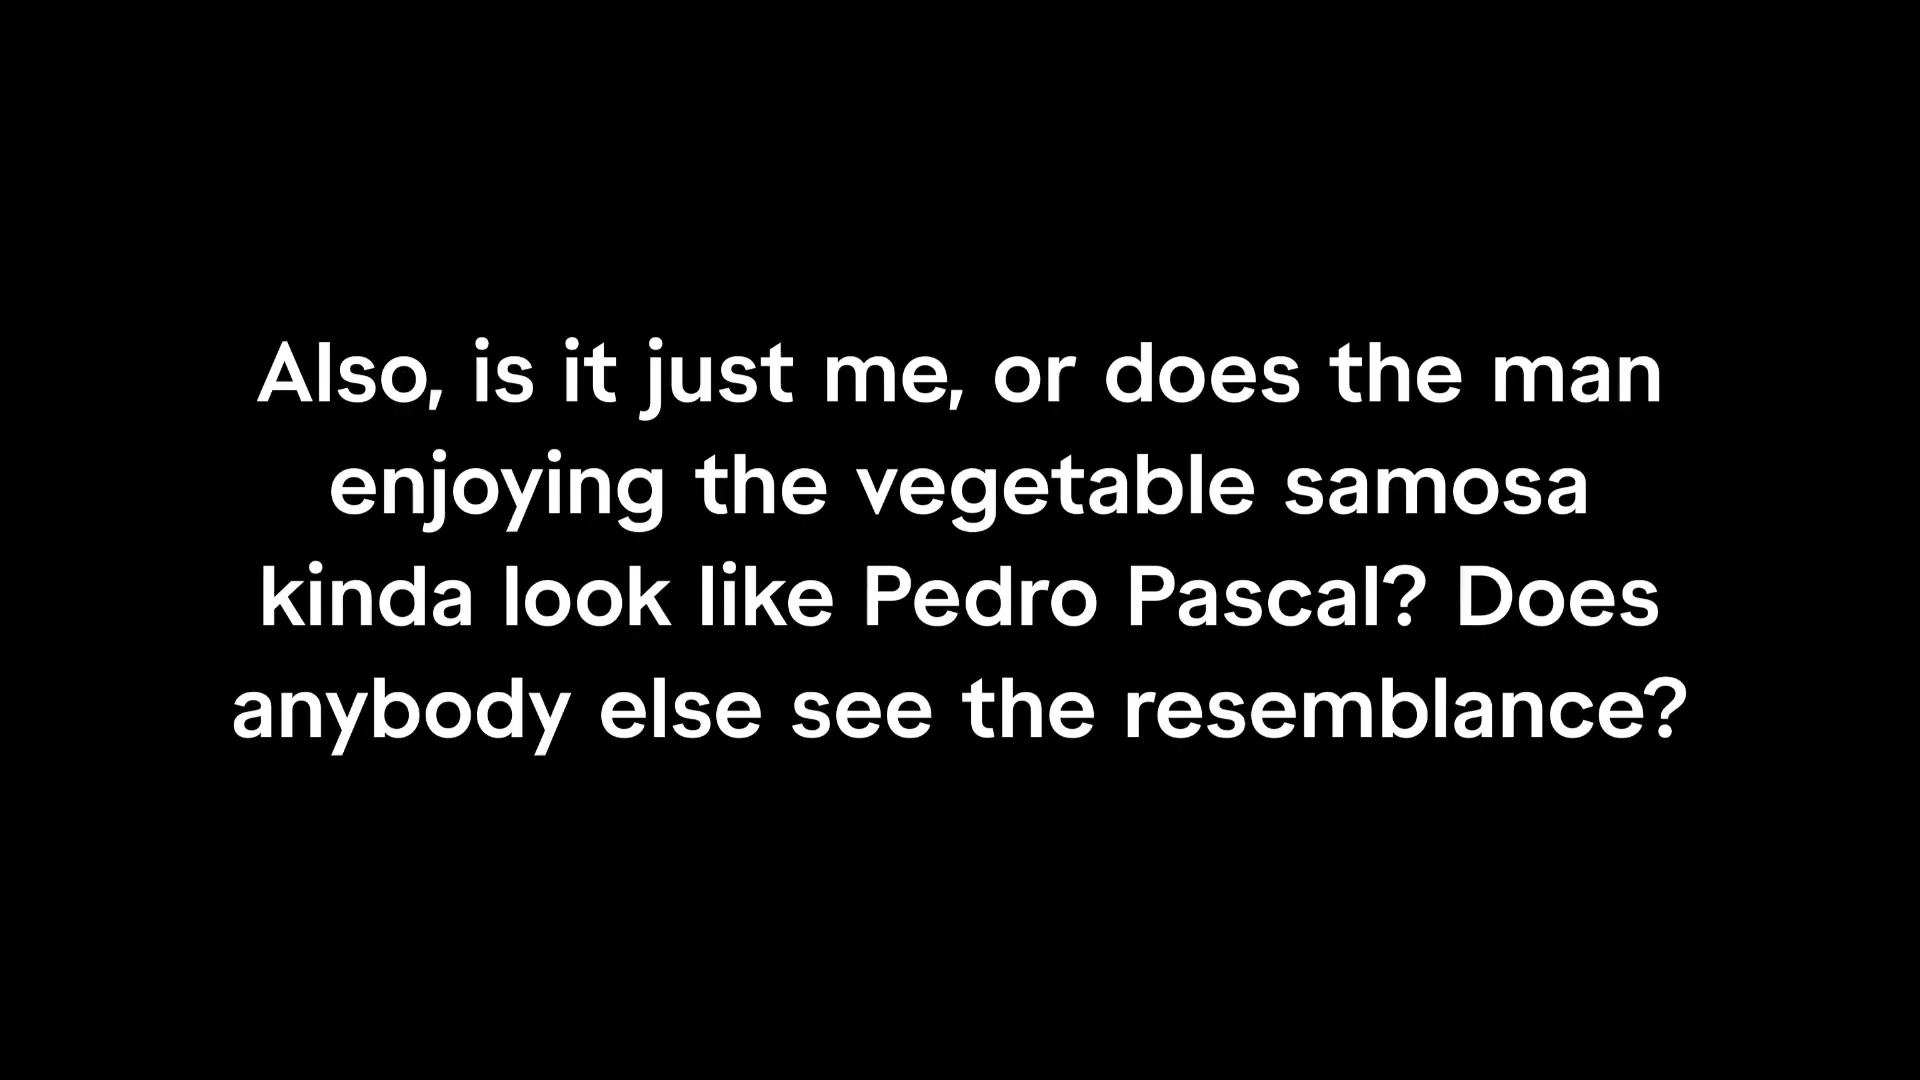 Also, is it just me, or does the man
enjoying the vegetable samosa
kinda look like Pedro Pascal? Does
anybody else see the resemblance?